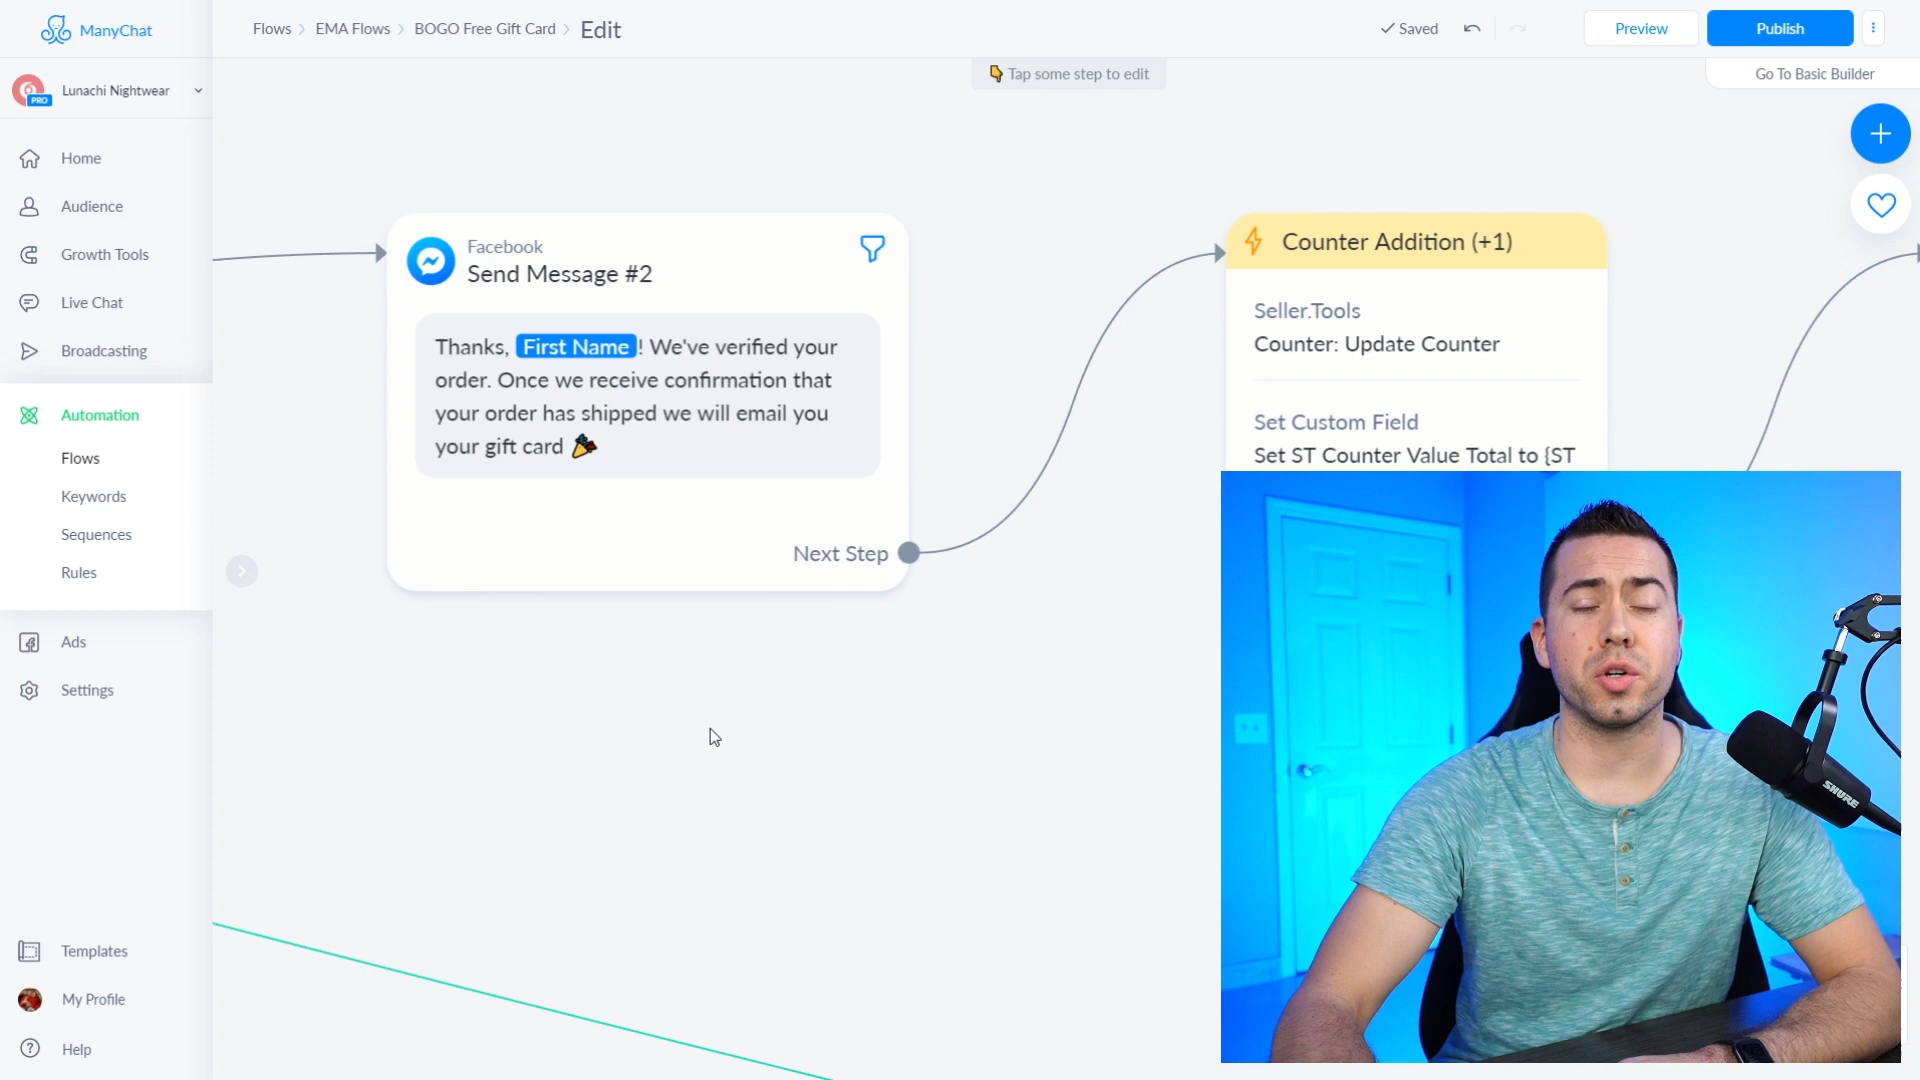 ManyChat
Flows > EMA Flows > BOGO Free Gift Card > Edit
Saved
Preview
Publish
PRO
Lunachi Nightwear
Tap some step to edit
Go To Basic Builder
Home
Audience
Growth Tools
Live Chat
Broadcasting
Automation
Flows
Keywords
Sequences
Rules
Ads
Settings
Templates
My Profile
Help
Facebook
Send Message #2
Thanks, First Name! We've verified your
order. Once we receive confirmation that
your order has shipped we will email you
your gift card
Next Step
Counter Addition (+1)
Seller.Tools
Counter: Update Counter
Set Custom Field
Set ST Counter Value Total to {ST
SHURE